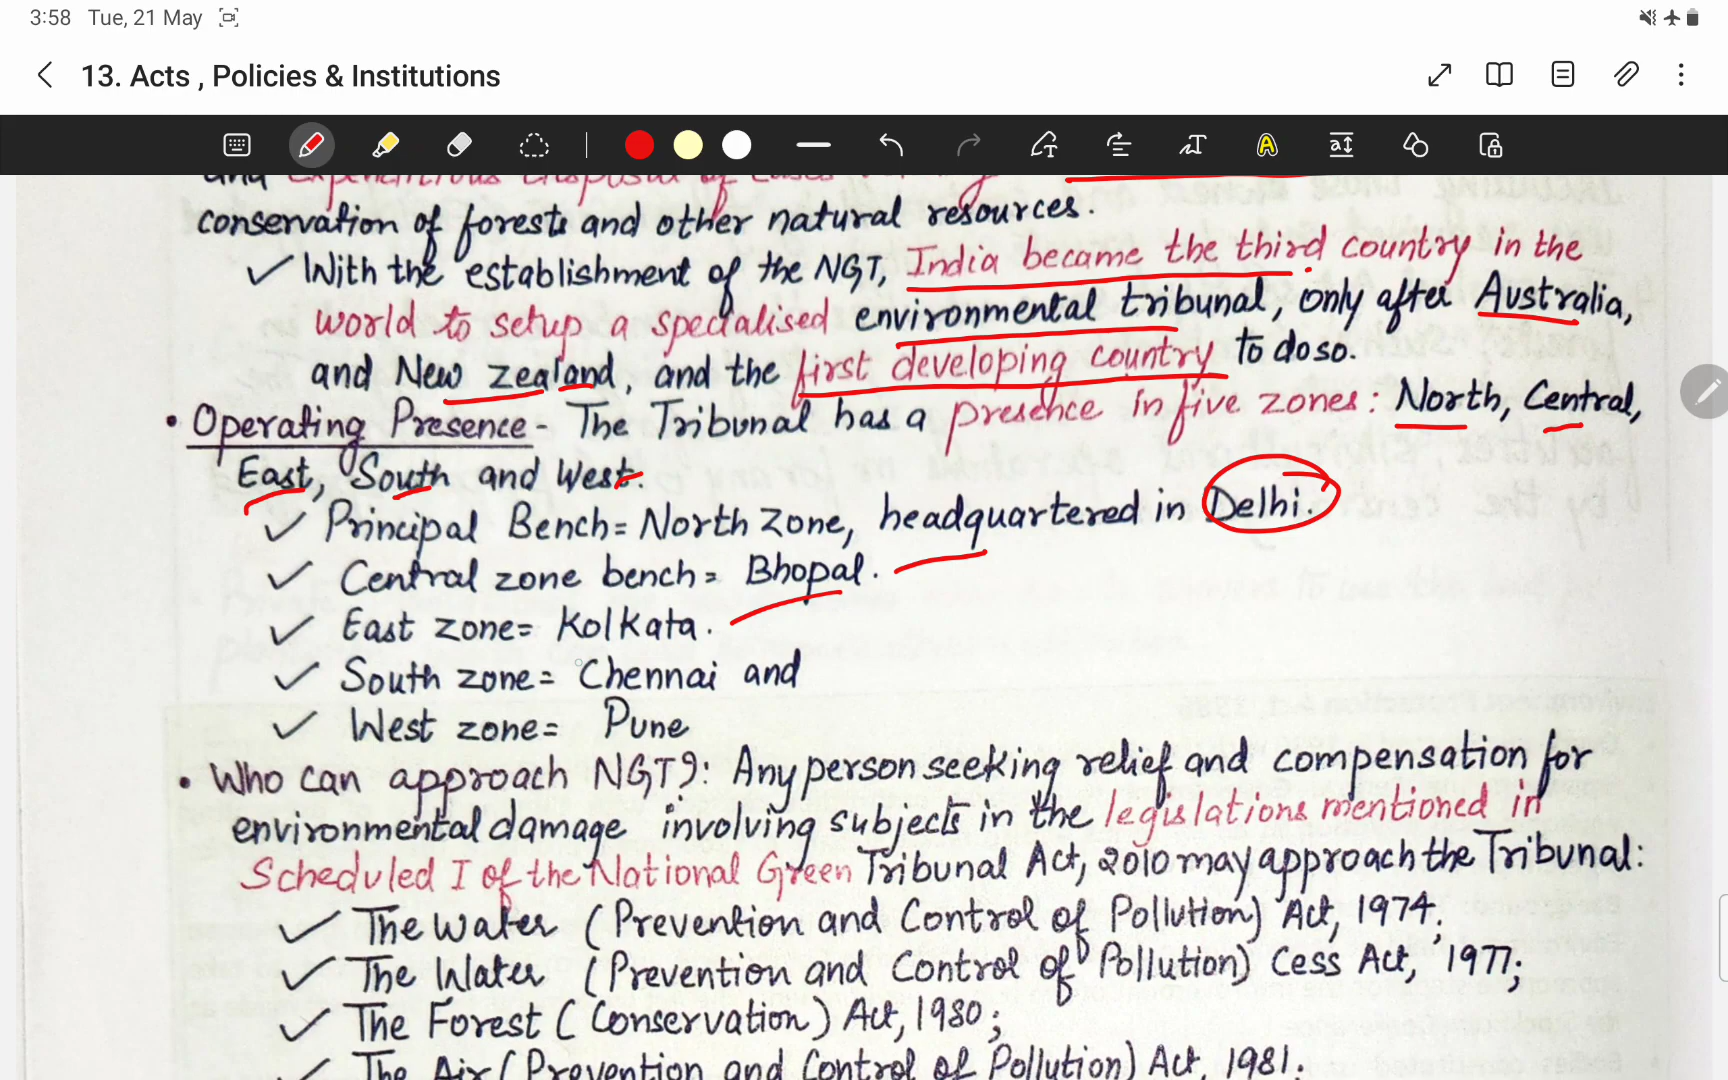 3:58 Tue, 21 May
13. Acts , Policies & Institutions
and expenditious disposal of cases
conservation of forests and other natural resources.
✓ With the establishment of the NGT, India became the third country in the
world to setup a specialised environmental tribunal, only after Australia,
and New zealand, and the first developing country to do so.
• Operating Presence - The Tribunal has a presence in five zones: North, Central,
East, South and West.
✓ Principal Bench = North Zone, headquartered in Delhi.
✓ Central zone bench = Bhopal.
✓ East zone = Kolkata.
✓ South zone = Chennai and
✓ West zone = Pune
• Who can approach NGT?: Any person seeking relief and compensation for
environmental damage involving subjects in the legislations mentioned in
Scheduled I of the National Green Tribunal Act, 2010 may approach the Tribunal:
✓ The Water (Prevention and Control of Pollution) Act, 1974;
✓ The Water (Prevention and Control of Pollution) Cess Act, 1977;
✓ The Forest (Conservation) Act, 1980;
✓ The Air (Prevention and Control of Pollution) Act, 1981;